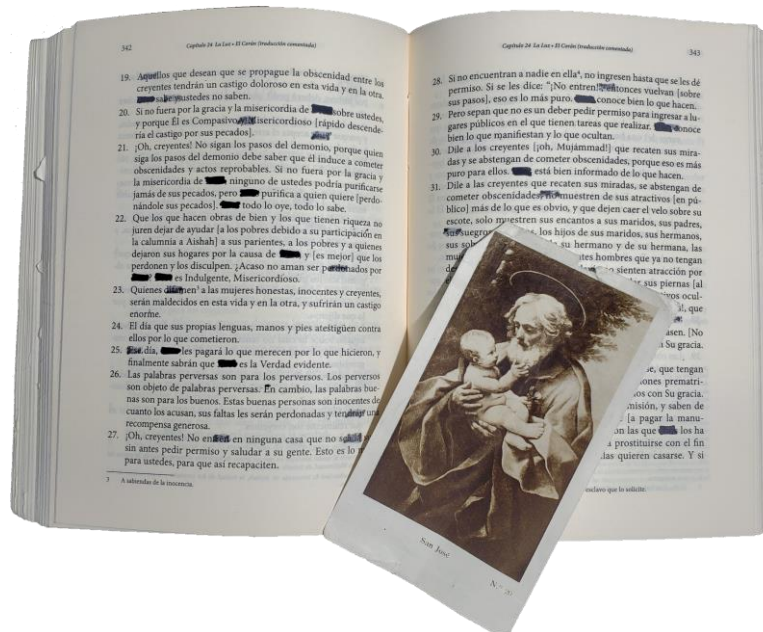 342
Capítulo 24 La Luz • El Corán (traducción comentada)
19. Aquellos que desean que se propague la obscenidad entre los
creyentes tendrán un castigo doloroso en esta vida y en la otra.
sabe y ustedes no saben.
20. Si no fuera por la gracia y la misericordia de sobre ustedes,
y porque Él es Compasivo Misericordioso [rápido descende-
ría el castigo por sus pecados].
21. ¡Oh, creyentes! No sigan los pasos del demonio, porque quien
siga los pasos del demonio debe saber que él induce a cometer
obscenidades y actos reprobables. Si no fuera por la gracia y
la misericordia de ninguno de ustedes podría purificarse
jamás de sus pecados, pero purifica a quien quiere [perdo-
nándole sus pecados]. todo lo oye, todo lo sabe.
22. Que los que hacen obras de bien y los que tienen riqueza no
juren dejar de ayudar [a los pobres debido a su participación en
la calumnia a Aishah] a sus parientes, a los pobres y a quienes
dejaron sus hogares por la causa de y [es mejor] que los
perdonen y los disculpen. ¿Acaso no aman ser perdonados por
es Indulgente, Misericordioso.
23. Quienes difamen³ a las mujeres honestas, inocentes y creyentes,
serán maldecidos en esta vida y en la otra, y sufrirán un castigo
enorme.
24. El día que sus propias lenguas, manos y pies atestigüen contra
ellos por lo que cometieron.
25. Ese día, les pagará lo que merecen por lo que hicieron, y
finalmente sabrán que es la Verdad evidente.
26. Las palabras perversas son para los perversos. Los perversos
son objeto de palabras perversas. En cambio, las palabras bue-
nas son para los buenos. Estas buenas personas son inocentes de
cuanto los acusan, sus faltas les serán perdonadas y tendrán una
recompensa generosa.
27. ¡Oh, creyentes! No entren en ninguna casa que no
sin antes pedir permiso y saludar a su gente. Esto es lo
para ustedes, para que así recapaciten.
3 A sabiendas de la inocencia.
Capítulo 24 La Luz • El Corán (traducción comentada)
343
28. Si no encuentran a nadie en ella⁴, no ingresen hasta que se les dé
permiso. Si se les dice: "¡No entren!", entonces vuelvan [sobre
sus pasos], eso es lo más puro. conoce bien lo que hacen.
29. Pero sepan que no es un deber pedir permiso para ingresar a lu-
gares públicos en el que tienen tareas que realizar. conoce
bien lo que manifiestan y lo que ocultan.
30. Dile a los creyentes [¡oh, Mujámmad!] que recaten sus mira-
das y se abstengan de cometer obscenidades, porque eso es más
puro para ellos. está bien informado de lo que hacen.
31. Dile a las creyentes que recaten sus miradas, se abstengan de
cometer obscenidades, no muestren de sus atractivos [en pú-
blico] más de lo que es obvio, y que dejen caer el velo sobre su
escote, solo muestren sus encantos a sus maridos, sus padres,
sus suegros, los hijos de sus maridos, sus hermanos,
sus su hermano y de su hermana, las
hombres que ya no tengan
sienten atracción por
sus piernas [al
ocul-
que
[No
Su gracia.
que tengan
prematri-
con Su gracia.
y saben de
[a pagar la manu-
las que los ha
a prostituirse con el fin
quieren casarse. Y si
esclavo que lo solicite.
San José
N.º